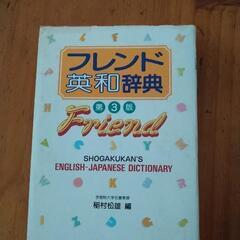 フレンド
英和辞典
第3版
Friend
SHOGAKUKAN'S
ENGLISH-JAPANESE DICTIONARY
稲村松雄 編